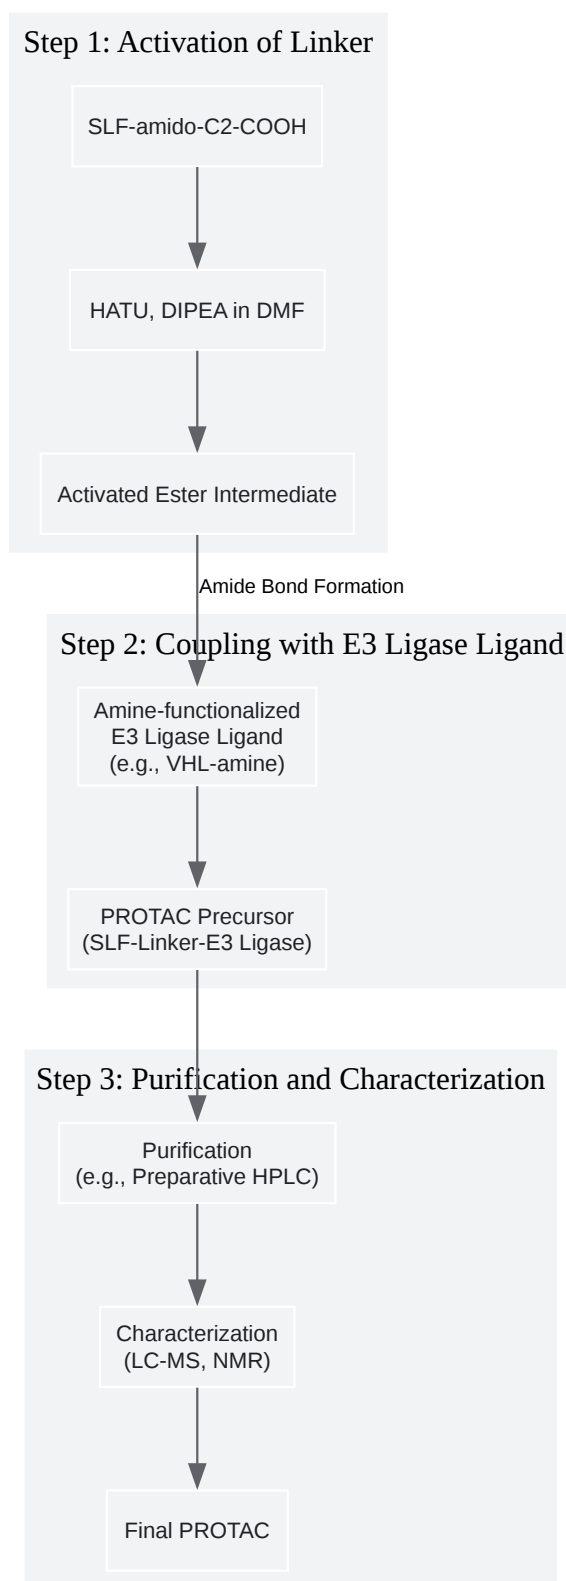 Step 1: Activation of Linker
SLF-amido-C2-COOH
HATU, DIPEA in DMF
Activated Ester Intermediate
Amide Bond Formation
Step 2: Coupling with E3 Ligase Ligand
Amine-functionalized
E3 Ligase Ligand
(e.g., VHL-amine)
PROTAC Precursor
(SLF-Linker-E3 Ligase)
Step 3: Purification and Characterization
Purification
(e.g., Preparative HPLC)
Characterization
(LC-MS, NMR)
Final PROTAC